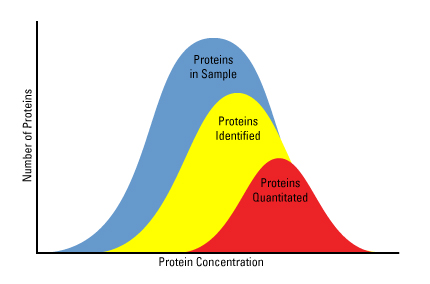 Proteins
in Sample
Proteins
Identified
Proteins
Quantitated
Number of Proteins
Protein Concentration